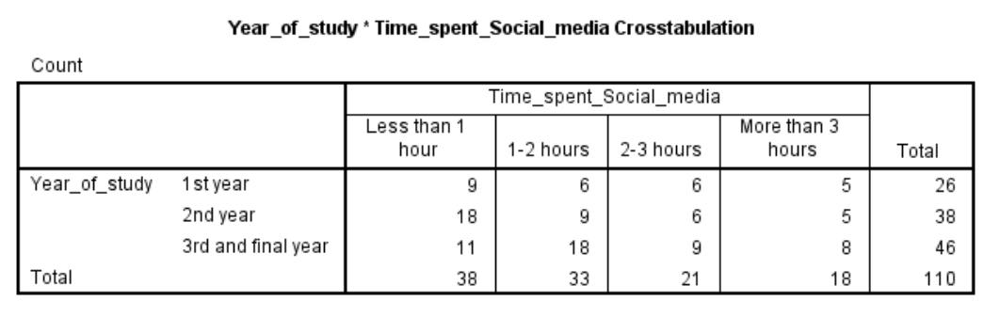 Year_of_study * Time_spent_Social_media Crosstabulation
Count
Time_spent_Social_media
Less than 1 hour 1-2 hours 2-3 hours More than 3 hours Total
Year_of_study 1st year 9 6 6 5 26
2nd year 18 9 6 5 38
3rd and final year 11 18 9 8 46
Total 38 33 21 18 110